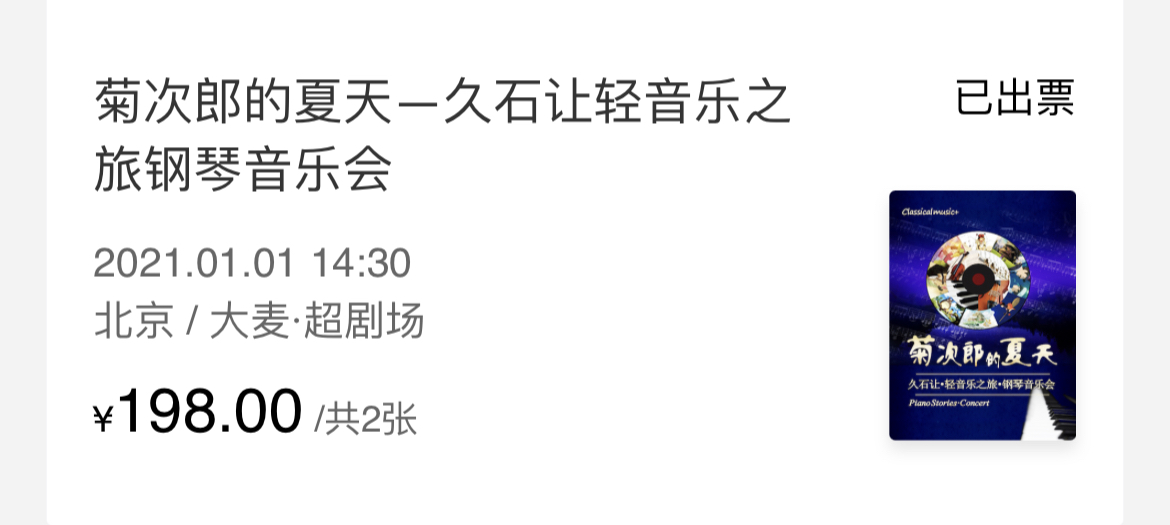 菊次郎的夏天—久石让轻音乐之
旅钢琴音乐会
已出票
2021.01.01 14:30
北京 / 大麦·超剧场
¥198.00 /共2张
Classicalmusic+
菊次郎的夏天
久石让•轻音乐之旅•钢琴音乐会
PianoStories·Concert